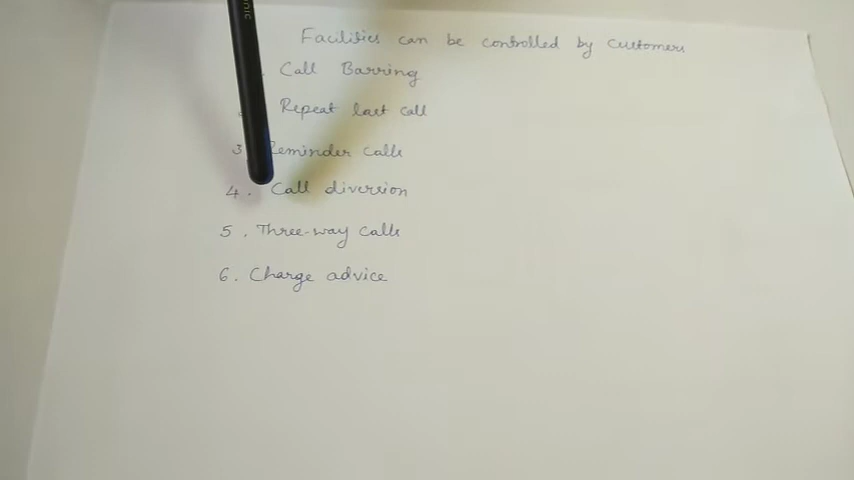 Facilities can be controlled by customers
. Call Barring
Repeat last call
3. Reminder calls
4. Call diversion
5. Three-way calls
6. Charge advice